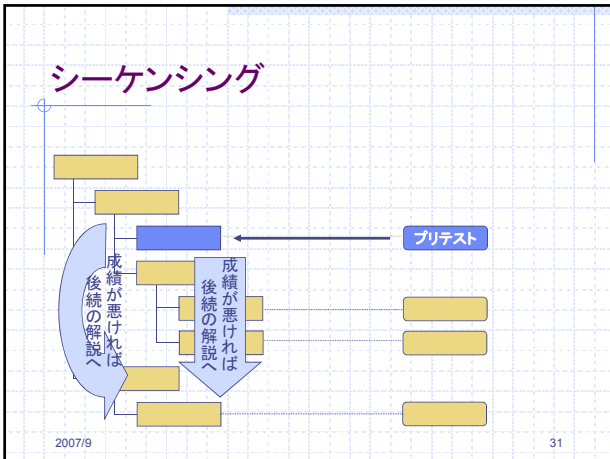 シーケンシング
プリテスト
成績が悪ければ
後続の解説へ
成績が悪ければ
後続の解説へ
2007/9
31